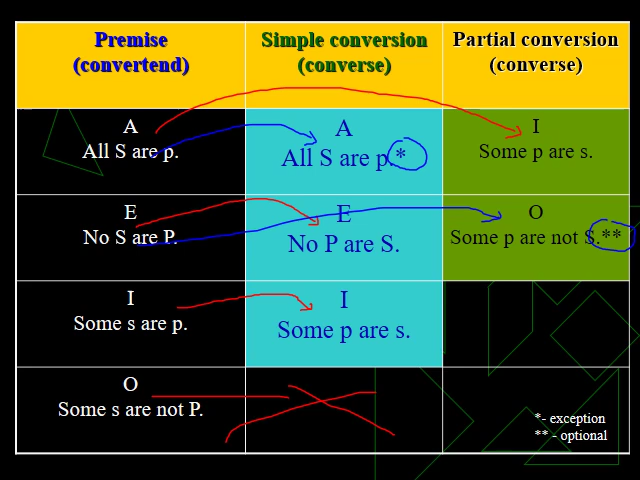 Premise
(convertend)
Simple conversion
(converse)
Partial conversion
(converse)
A
All S are p.
A
All S are p.*
I
Some p are s.
E
No S are P.
E
No P are S.
O
Some p are not S.**
I
Some s are p.
I
Some p are s.
O
Some s are not P.
*- exception
** - optional